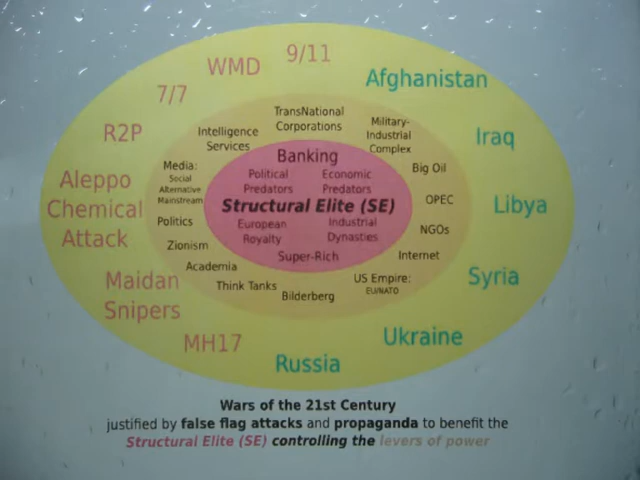 9/11
WMD
Afghanistan
7/7
R2P
Iraq
Aleppo
Chemical
Attack
Libya
Maidan
Snipers
Syria
MH17
Ukraine
Russia
TransNational
Corporations
Intelligence
Services
Military-
Industrial
Complex
Media:
Social
Alternative
Mainstream
Big Oil
OPEC
Politics
NGOs
Zionism
Internet
Academia
Think Tanks
Bilderberg
US Empire:
EU/NATO
Banking
Political
Predators
Economic
Predators
Structural Elite (SE)
European
Royalty
Industrial
Dynasties
Super-Rich
Wars of the 21st Century
justified by false flag attacks and propaganda to benefit the
Structural Elite (SE) controlling the levers of power